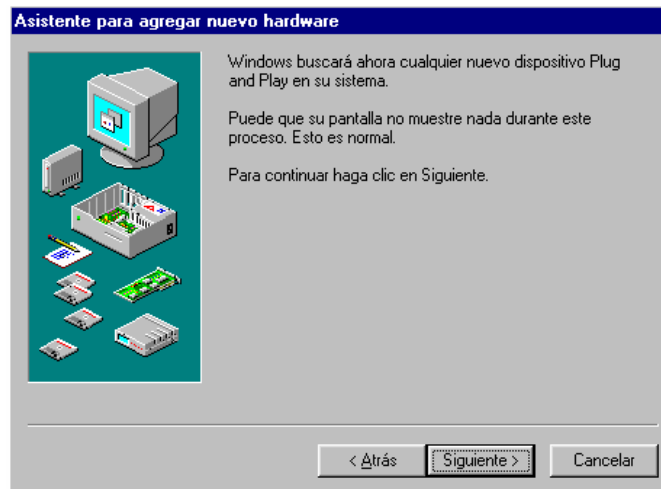 Asistente para agregar nuevo hardware
Windows buscará ahora cualquier nuevo dispositivo Plug
and Play en su sistema.
Puede que su pantalla no muestre nada durante este
proceso. Esto es normal.
Para continuar haga clic en Siguiente.
< Atrás
Siguiente >
Cancelar